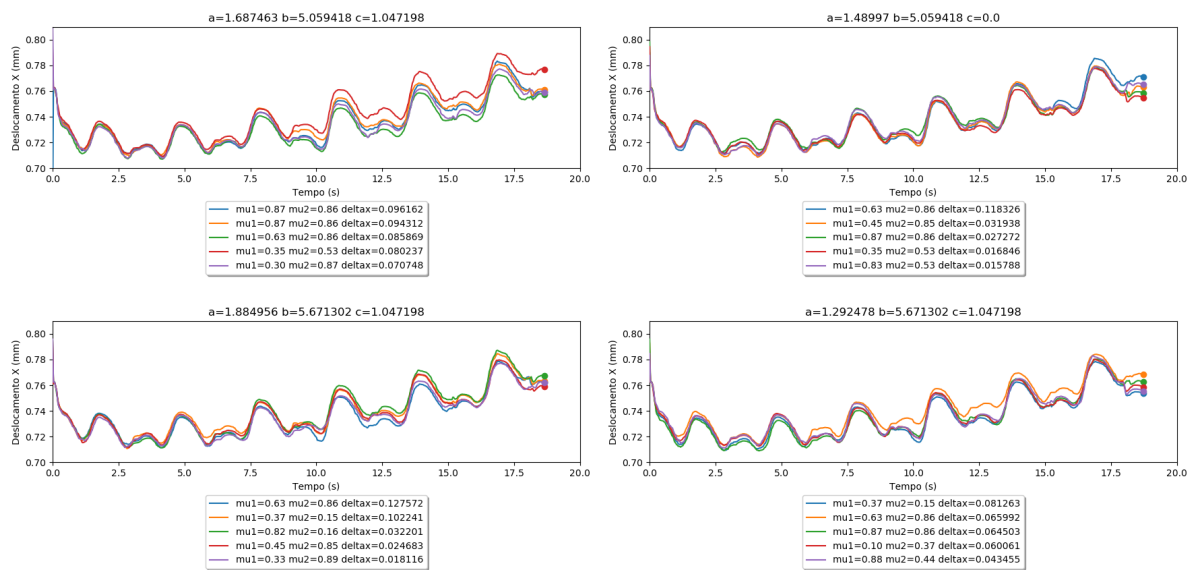 a=1.687463 b=5.059418 c=1.047198
Deslocamento X (mm)
0.80
0.78
0.76
0.74
0.72
0.70
0.0 2.5 5.0 7.5 10.0 12.5 15.0 17.5 20.0
Tempo (s)
mu1=0.87 mu2=0.86 deltax=0.096162
mu1=0.87 mu2=0.86 deltax=0.094312
mu1=0.63 mu2=0.86 deltax=0.085869
mu1=0.35 mu2=0.53 deltax=0.080237
mu1=0.30 mu2=0.87 deltax=0.070748
a=1.48997 b=5.059418 c=0.0
Deslocamento X (mm)
0.80
0.78
0.76
0.74
0.72
0.70
0.0 2.5 5.0 7.5 10.0 12.5 15.0 17.5 20.0
Tempo (s)
mu1=0.63 mu2=0.86 deltax=0.118326
mu1=0.45 mu2=0.85 deltax=0.031938
mu1=0.87 mu2=0.86 deltax=0.027272
mu1=0.35 mu2=0.53 deltax=0.016846
mu1=0.83 mu2=0.53 deltax=0.015788
a=1.884956 b=5.671302 c=1.047198
Deslocamento X (mm)
0.80
0.78
0.76
0.74
0.72
0.70
0.0 2.5 5.0 7.5 10.0 12.5 15.0 17.5 20.0
Tempo (s)
mu1=0.63 mu2=0.86 deltax=0.127572
mu1=0.37 mu2=0.15 deltax=0.102241
mu1=0.82 mu2=0.16 deltax=0.032201
mu1=0.45 mu2=0.85 deltax=0.024683
mu1=0.33 mu2=0.89 deltax=0.018116
a=1.292478 b=5.671302 c=1.047198
Deslocamento X (mm)
0.80
0.78
0.76
0.74
0.72
0.70
0.0 2.5 5.0 7.5 10.0 12.5 15.0 17.5 20.0
Tempo (s)
mu1=0.37 mu2=0.15 deltax=0.081263
mu1=0.63 mu2=0.86 deltax=0.065992
mu1=0.87 mu2=0.86 deltax=0.064503
mu1=0.10 mu2=0.37 deltax=0.060061
mu1=0.88 mu2=0.44 deltax=0.043455